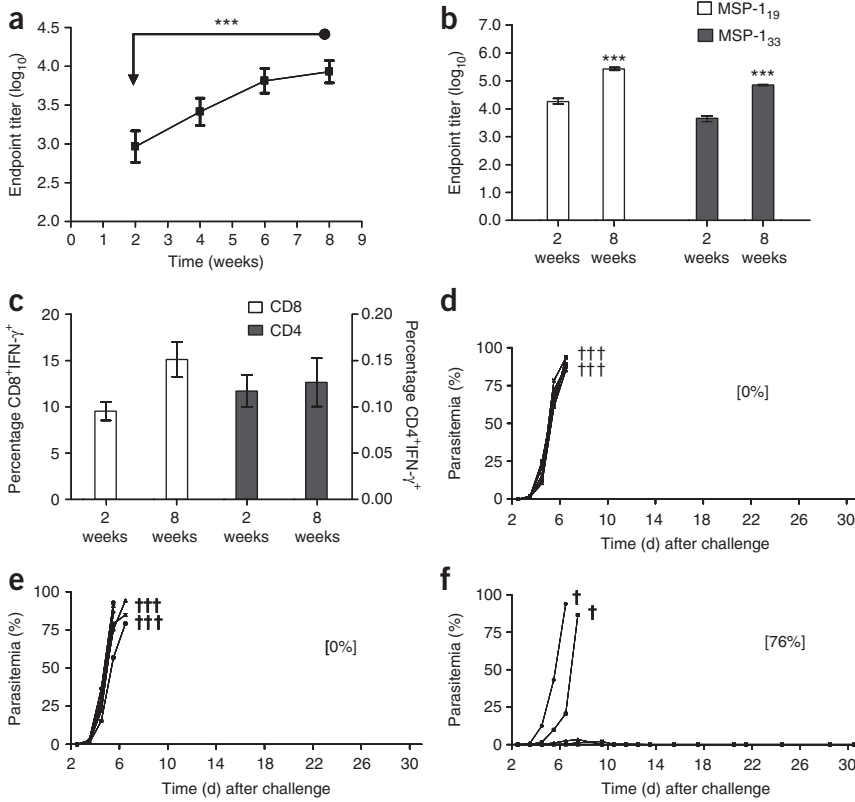 a
***
4.5
4.0
3.5
3.0
2.5
2.0
Endpoint titer (log10)
0 1 2 3 4 5 6 7 8 9
Time (weeks)
b
MSP-119
MSP-133
7.0
6.0
5.0
4.0
3.0
2.0
1.0
0.0
Endpoint titer (log10)
***
***
2 weeks
8 weeks
2 weeks
8 weeks
c
CD8
CD4
20
15
10
5
0
Percentage CD8+IFN-γ+
0.20
0.15
0.10
0.05
0.00
Percentage CD4+IFN-γ+
2 weeks
8 weeks
2 weeks
8 weeks
d
100
75
50
25
0
Parasitemia (%)
†††
†††
[0%]
2 6 10 14 18 22 26 30
Time (d) after challenge
e
100
75
50
25
0
Parasitemia (%)
†††
†††
[0%]
2 6 10 14 18 22 26 30
Time (d) after challenge
f
100
75
50
25
0
Parasitemia (%)
†
†
[76%]
2 6 10 14 18 22 26 30
Time (d) after challenge